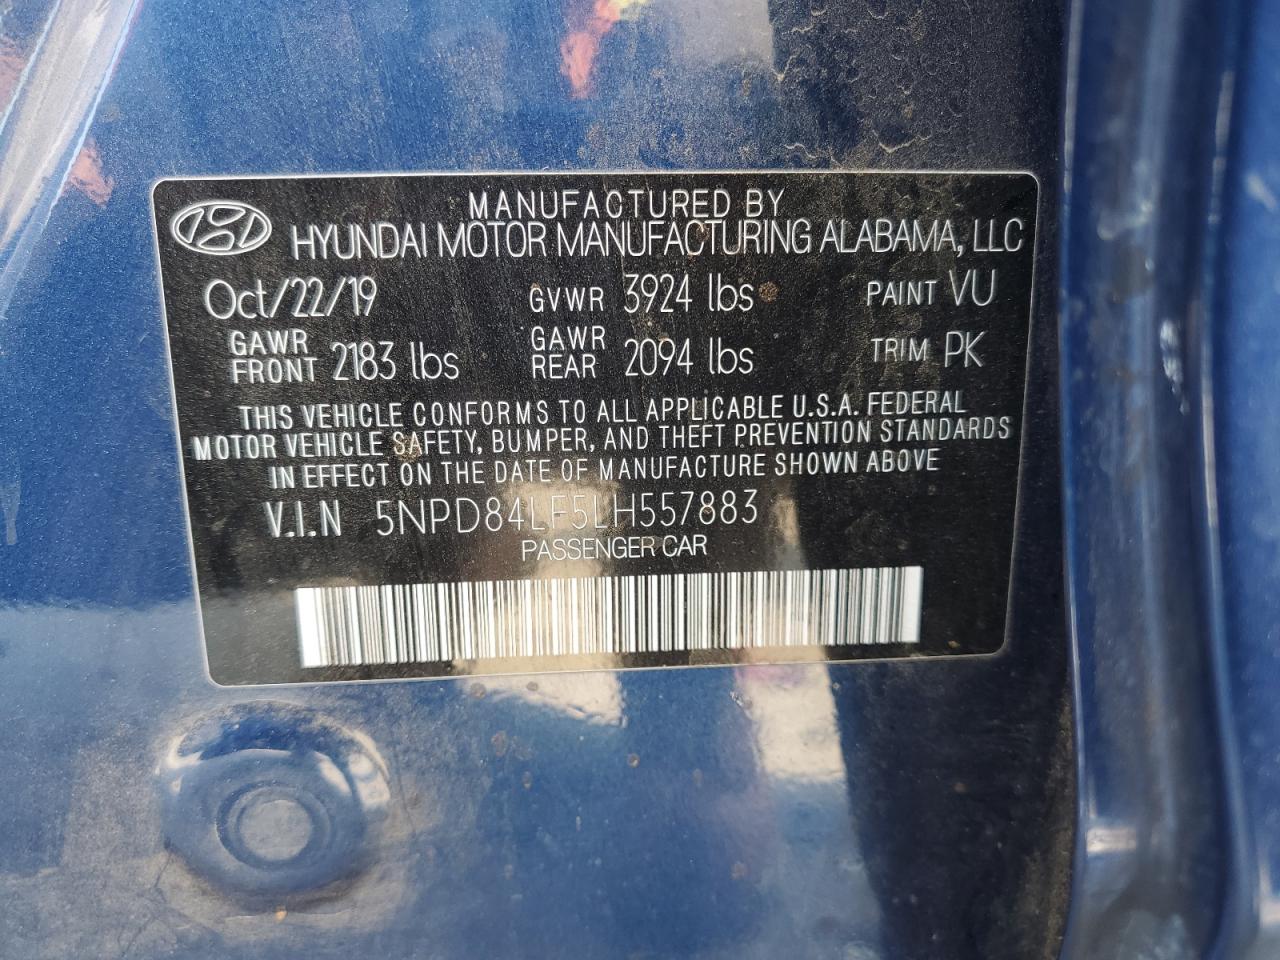 MANUFACTURED BY
HYUNDAI MOTOR MANUFACTURING ALABAMA, LLC
Oct/22/19 GVWR 3924 lbs PAINT VU
GAWR FRONT 2183 lbs GAWR REAR 2094 lbs TRIM PK
THIS VEHICLE CONFORMS TO ALL APPLICABLE U.S.A. FEDERAL
MOTOR VEHICLE SAFETY, BUMPER, AND THEFT PREVENTION STANDARDS
IN EFFECT ON THE DATE OF MANUFACTURE SHOWN ABOVE
V.I.N 5NPD84LF5LH557883
PASSENGER CAR